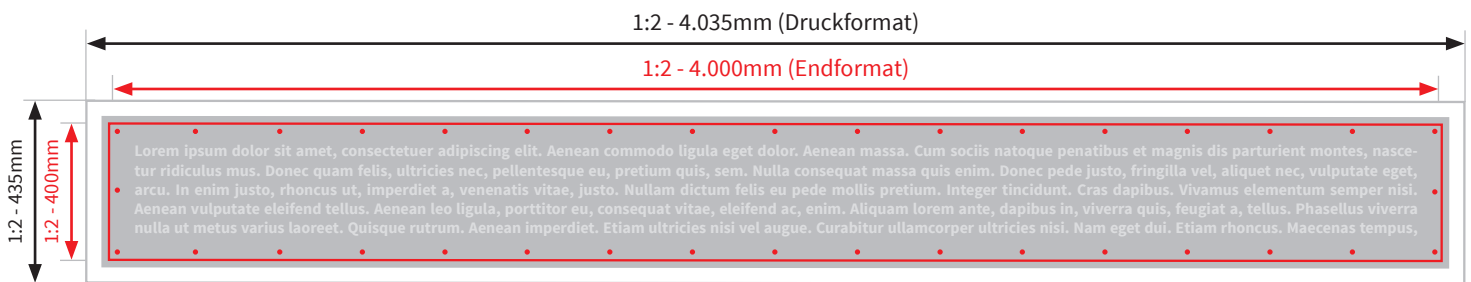 1:2 - 4.035mm (Druckformat)
1:2 - 4.000mm (Endformat)
1:2 - 435mm
1:2 - 400mm
Lorem ipsum dolor sit amet, consectetuer adipiscing elit. Aenean commodo ligula eget dolor. Aenean massa. Cum sociis natoque penatibus et magnis dis parturient montes, nasce-
tur ridiculus mus. Donec quam felis, ultricies nec, pellentesque eu, pretium quis, sem. Nulla consequat massa quis enim. Donec pede justo, fringilla vel, aliquet nec, vulputate eget,
arcu. In enim justo, rhoncus ut, imperdiet a, venenatis vitae, justo. Nullam dictum felis eu pede mollis pretium. Integer tincidunt. Cras dapibus. Vivamus elementum semper nisi.
Aenean vulputate eleifend tellus. Aenean leo ligula, porttitor eu, consequat vitae, eleifend ac, enim. Aliquam lorem ante, dapibus in, viverra quis, feugiat a, tellus. Phasellus viverra
nulla ut metus varius laoreet. Quisque rutrum. Aenean imperdiet. Etiam ultricies nisi vel augue. Curabitur ullamcorper ultricies nisi. Nam eget dui. Etiam rhoncus. Maecenas tempus,